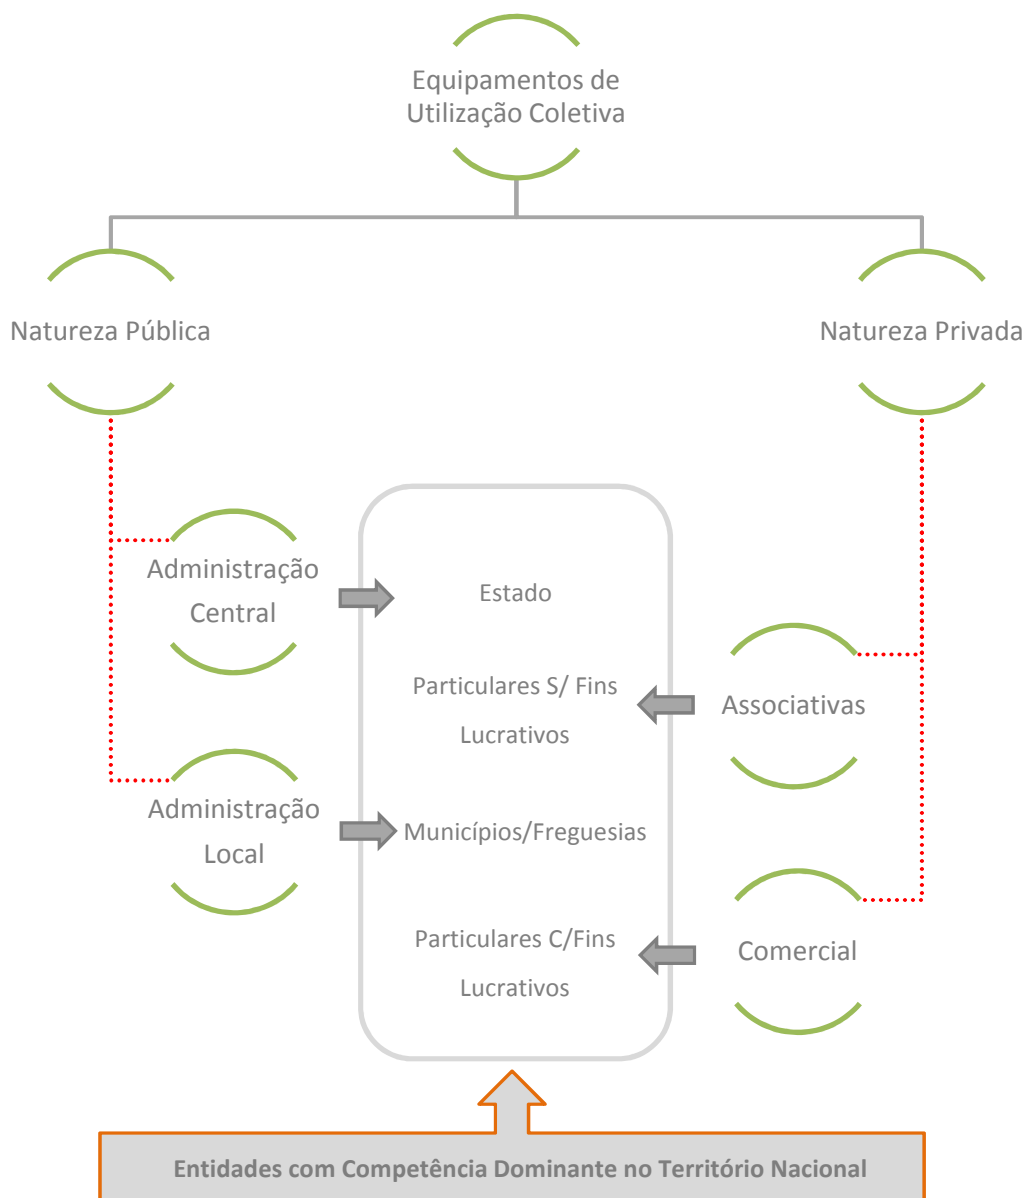 Equipamentos de
Utilização Coletiva
Natureza Pública
Natureza Privada
Administração
Central
Estado
Particulares S/ Fins
Lucrativos
Associativas
Administração
Local
Municípios/Freguesias
Particulares C/Fins
Lucrativos
Comercial
Entidades com Competência Dominante no Território Nacional